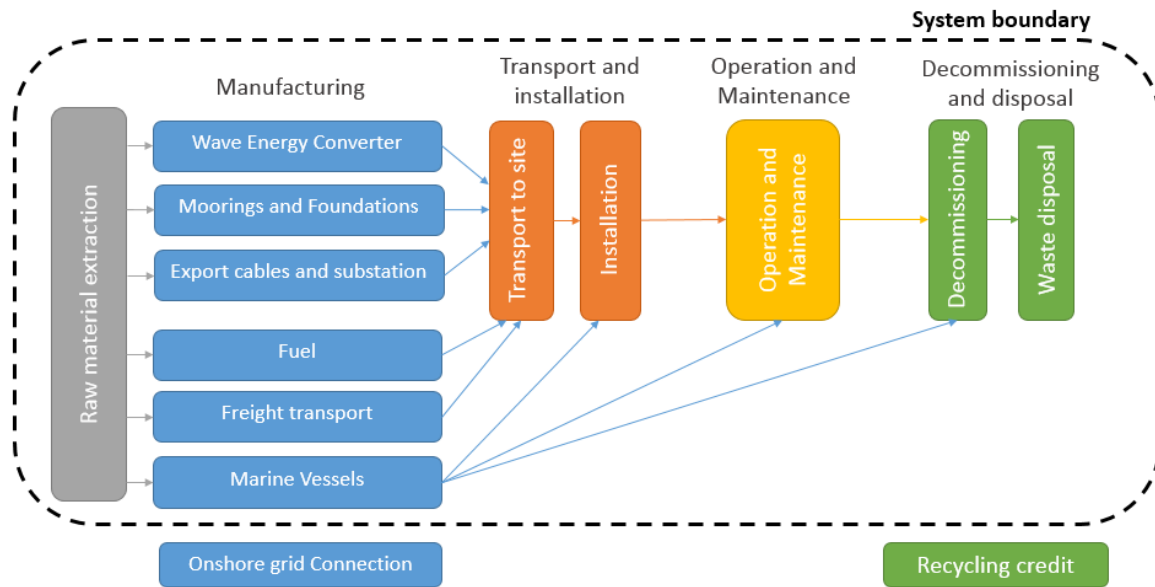 System boundary
Manufacturing
Transport and
installation
Operation and
Maintenance
Decommissioning
and disposal
Raw material extraction
Wave Energy Converter
Moorings and Foundations
Export cables and substation
Fuel
Freight transport
Marine Vessels
Transport to site
Installation
Operation and
Maintenance
Decommissioning
Waste disposal
Onshore grid Connection
Recycling credit